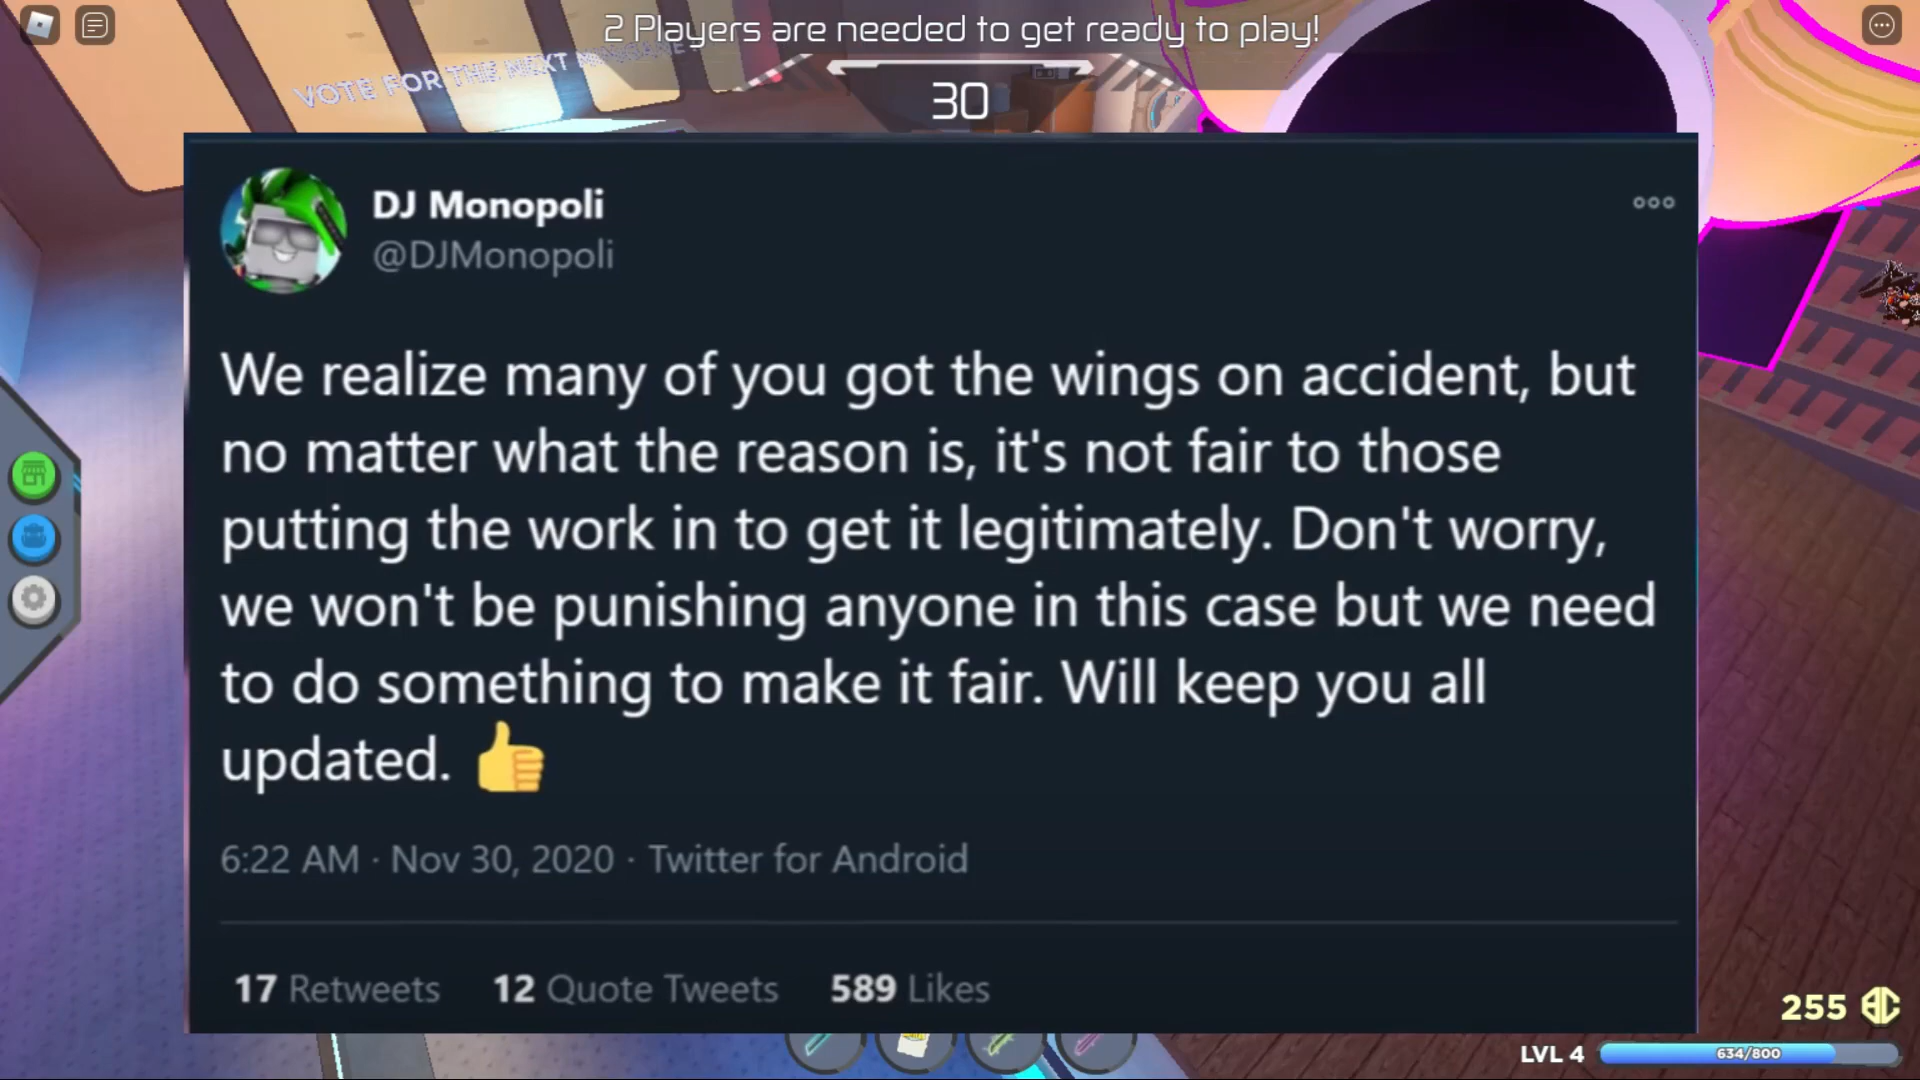 2 Players are needed to get ready to play!
VOTE FOR THE NEXT
30
DJ Monopoli
@DJMonopoli
We realize many of you got the wings on accident, but
no matter what the reason is, it's not fair to those
putting the work in to get it legitimately. Don't worry,
we won't be punishing anyone in this case but we need
to do something to make it fair. Will keep you all
updated. 👍
6:22 AM · Nov 30, 2020 · Twitter for Android
17 Retweets 12 Quote Tweets 589 Likes
255
LVL 4 634/800